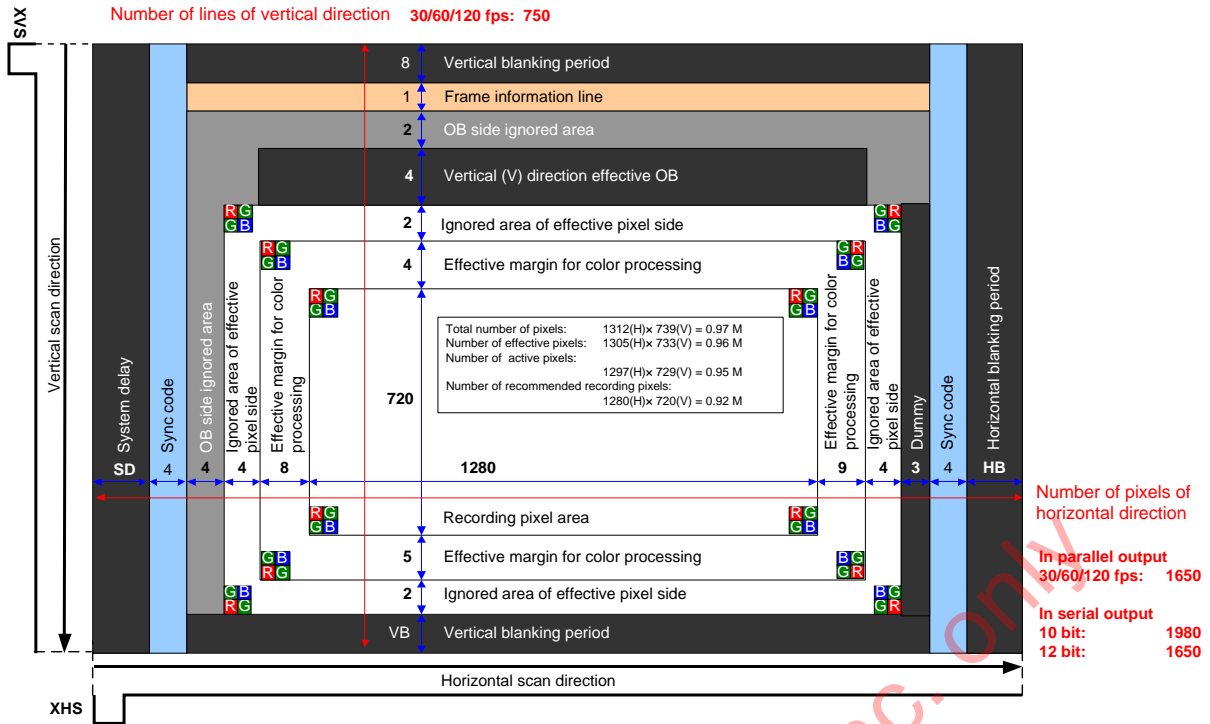 Number of lines of vertical direction 30/60/120 fps: 750
XVS
8 Vertical blanking period
1 Frame information line
2 OB side ignored area
4 Vertical (V) direction effective OB
R G R G
G B B G
2 Ignored area of effective pixel side
R G G R
G B B G
4 Effective margin for color processing
R G R G
G B G B
Total number of pixels: 1312(H)× 739(V) = 0.97 M
Number of effective pixels: 1305(H)× 733(V) = 0.96 M
Number of active pixels:
1297(H)× 729(V) = 0.95 M
Number of recommended recording pixels:
1280(H)× 720(V) = 0.92 M
720
Vertical scan direction
System delay
Sync code
OB side ignored area
Ignored area of effective
pixel side
Effective margin for color
processing
Effective margin for color
processing
Ignored area of effective
pixel side
Dummy
Sync code
Horizontal blanking period
SD 4 4 4 8 1280 9 4 3 4 HB
Number of pixels of
horizontal direction
R G R G
G B G B
Recording pixel area
5 Effective margin for color processing
G B B G
R G G R
2 Ignored area of effective pixel side
G B B G
R G G R
VB Vertical blanking period
In parallel output
30/60/120 fps: 1650
In serial output
10 bit: 1980
12 bit: 1650
Horizontal scan direction
XHS
c. only